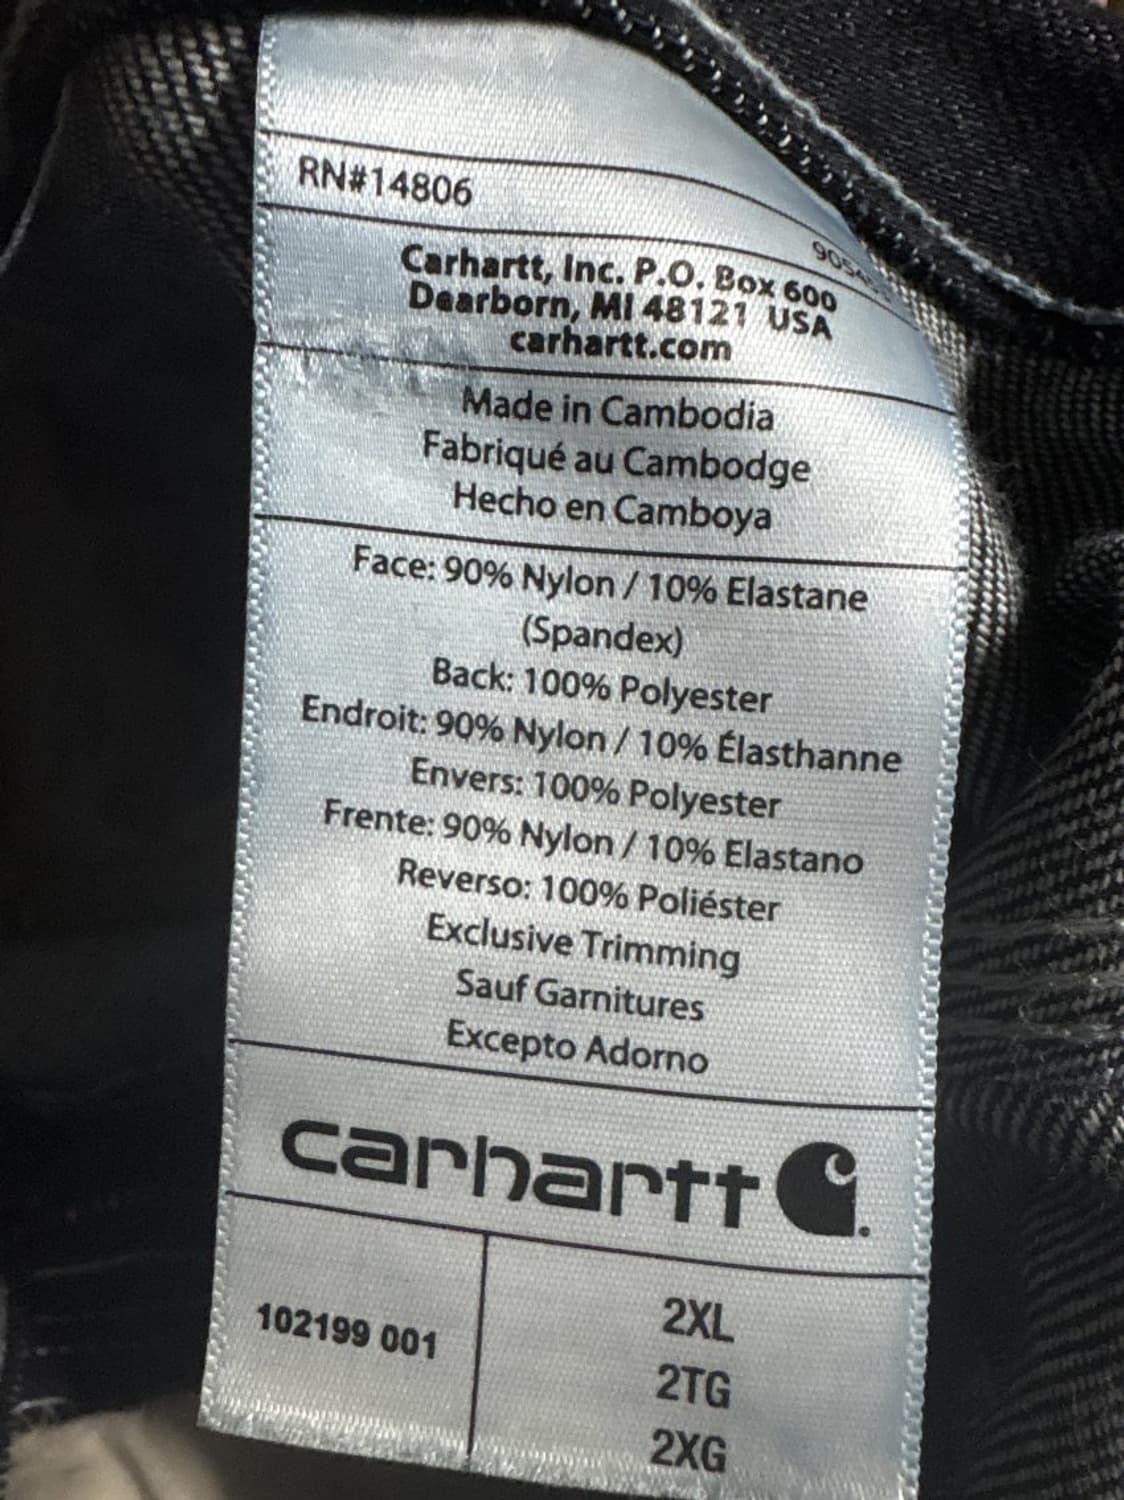 RN#14806
Carhartt, Inc. P.O. Box 600
Dearborn, MI 48121 USA
carhartt.com
Made in Cambodia
Fabriqué au Cambodge
Hecho en Camboya
Face: 90% Nylon / 10% Elastane
(Spandex)
Back: 100% Polyester
Endroit: 90% Nylon / 10% Élasthanne
Envers: 100% Polyester
Frente: 90% Nylon / 10% Elastano
Reverso: 100% Poliéster
Exclusive Trimming
Sauf Garnitures
Excepto Adorno
carhartt
102199 001
2XL
2TG
2XG